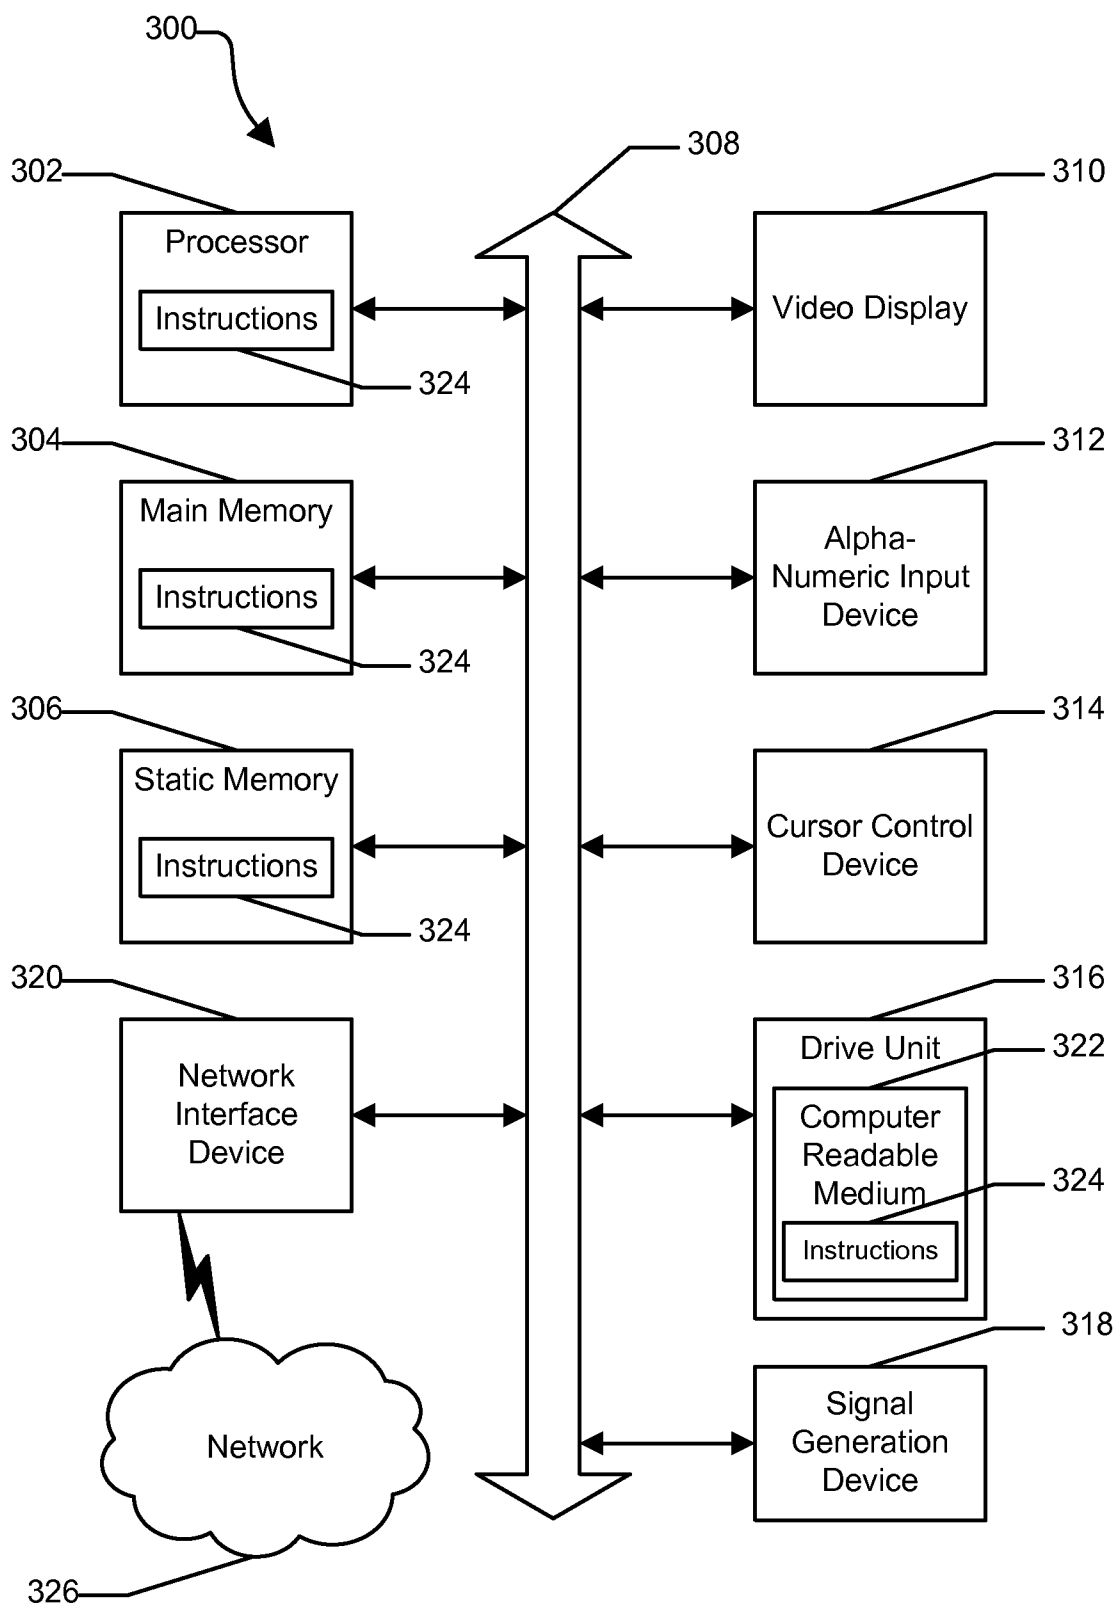 300
308
302
310
Processor
Instructions
324
Video Display
304
312
Main Memory
Instructions
324
Alpha-
Numeric Input
Device
306
314
Static Memory
Instructions
324
Cursor Control
Device
320
316
Network
Interface
Device
Drive Unit
322
Computer
Readable
Medium
324
Instructions
318
Signal
Generation
Device
Network
326